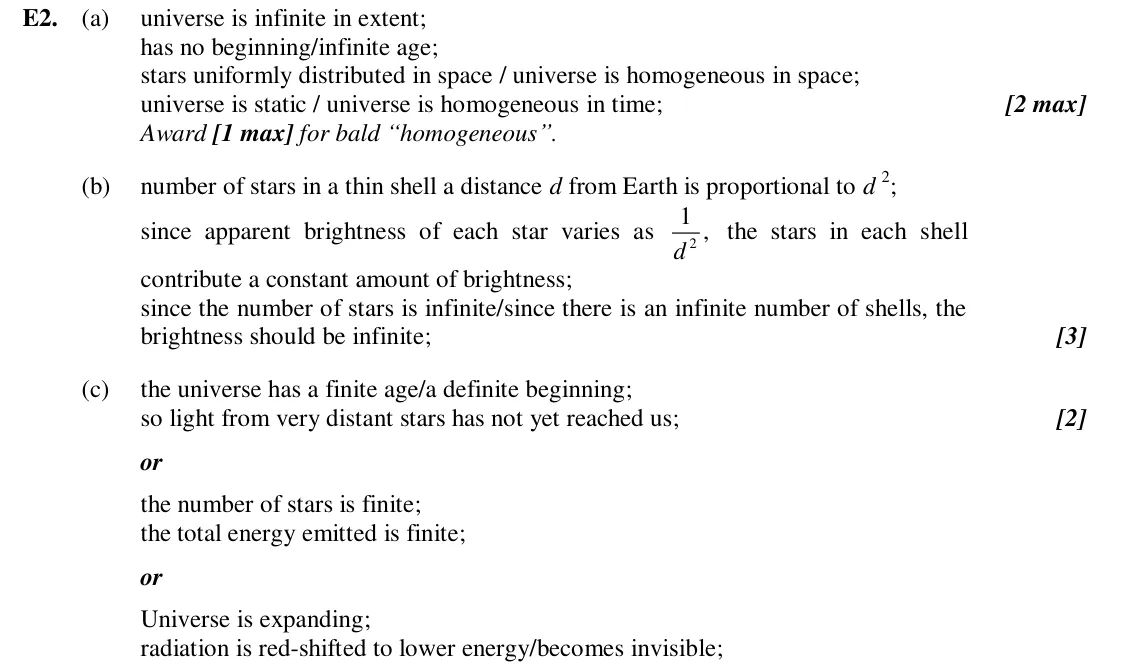 E2. (a) universe is infinite in extent;
has no beginning/infinite age;
stars uniformly distributed in space / universe is homogeneous in space;
universe is static / universe is homogeneous in time; [2 max]
Award [1 max] for bald “homogeneous”.
(b) number of stars in a thin shell a distance d from Earth is proportional to d²;
since apparent brightness of each star varies as 1/d², the stars in each shell
contribute a constant amount of brightness;
since the number of stars is infinite/since there is an infinite number of shells, the
brightness should be infinite; [3]
(c) the universe has a finite age/a definite beginning;
so light from very distant stars has not yet reached us; [2]
or
the number of stars is finite;
the total energy emitted is finite;
or
Universe is expanding;
radiation is red-shifted to lower energy/becomes invisible;